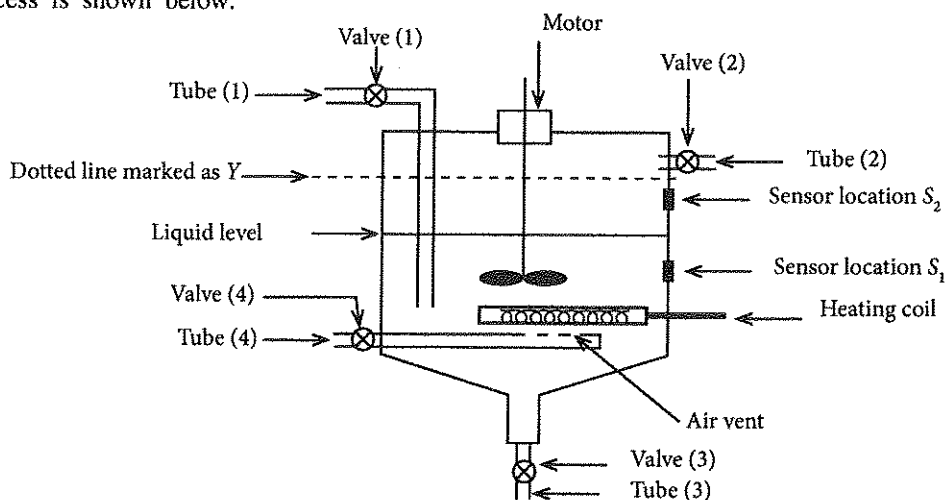 cess is shown below.
Motor
Valve (1)
Valve (2)
Tube (1)
Tube (2)
Dotted line marked as Y
Sensor location S₂
Liquid level
Sensor location S₁
Valve (4)
Heating coil
Tube (4)
Air vent
Valve (3)
Tube (3)